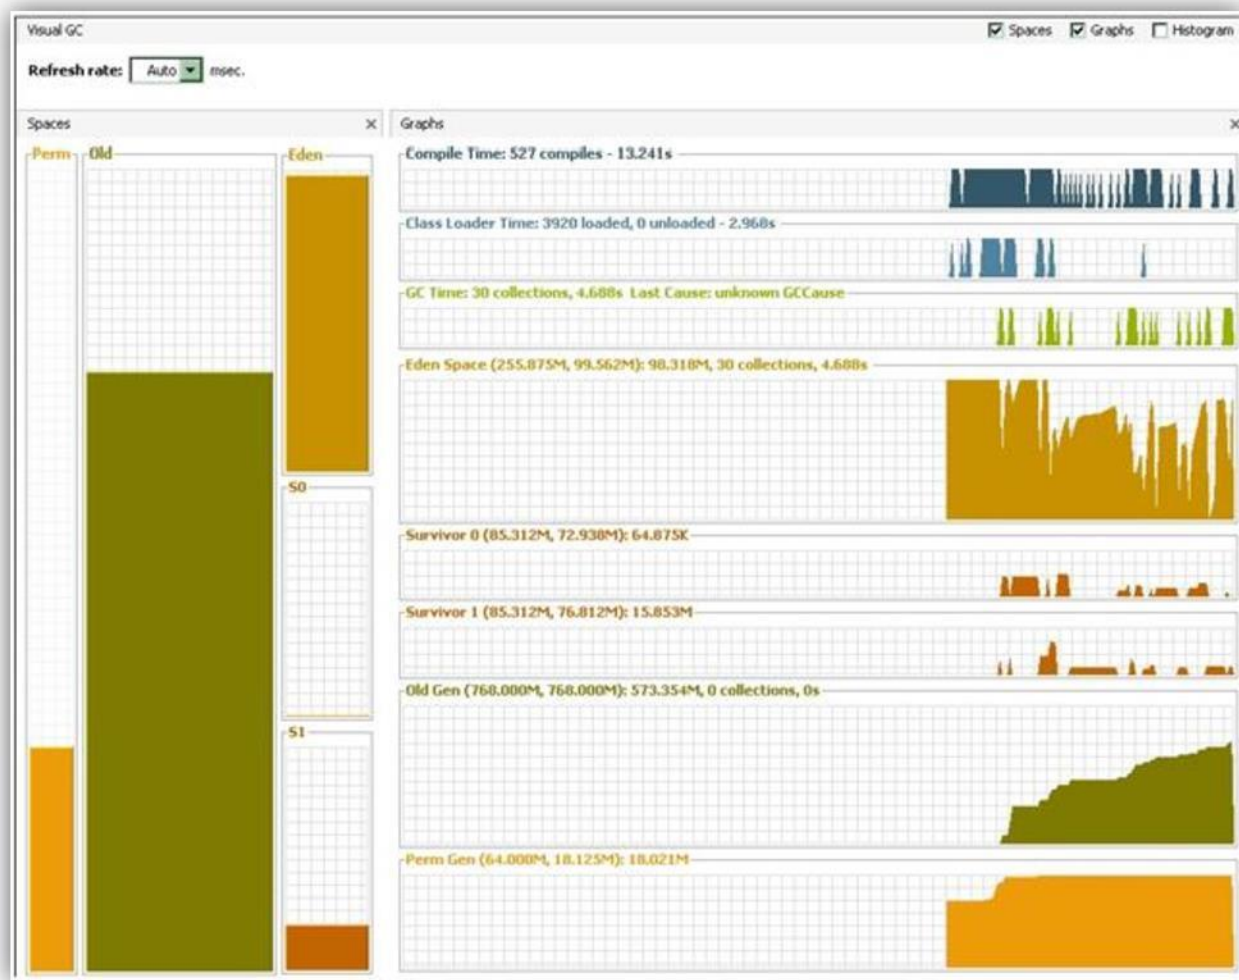 Visual GC
Spaces Graphs Histogram
Refresh rate: Auto msec.
Spaces
Perm Old Eden
S0
S1
Graphs
Compile Time: 527 compiles - 13.241s
Class Loader Time: 3920 loaded, 0 unloaded - 2.968s
GC Time: 30 collections, 4.688s Last Cause: unknown GCCause
Eden Space (255.875M, 99.562M): 98.318M, 30 collections, 4.688s
Survivor 0 (85.312M, 72.938M): 64.875K
Survivor 1 (85.312M, 76.812M): 15.853M
Old Gen (768.000M, 768.000M): 573.354M, 0 collections, 0s
Perm Gen (64.000M, 18.125M): 18.021M